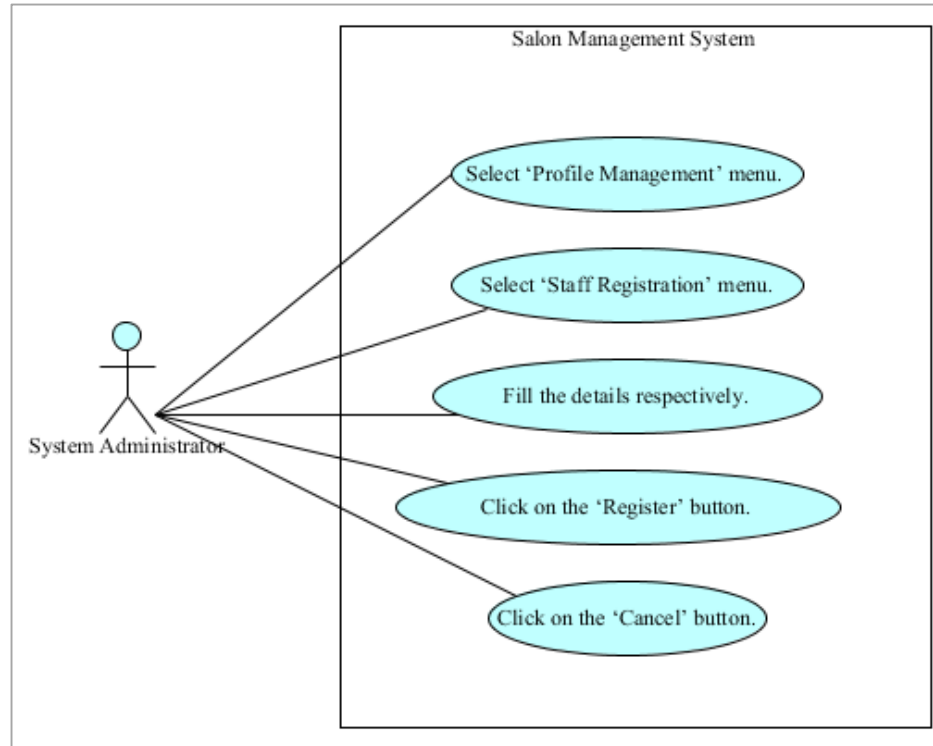 Salon Management System
Select ‘Profile Management’ menu.
Select ‘Staff Registration’ menu.
Fill the details respectively.
System Administrator
Click on the ‘Register’ button.
Click on the ‘Cancel’ button.